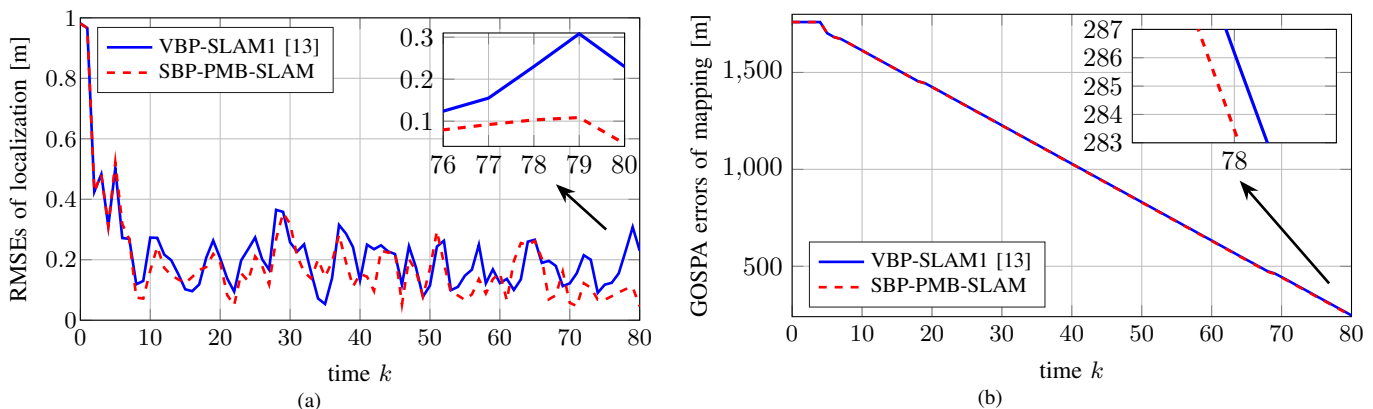 RMSEs of localization [m]
1
0.8
0.6
0.4
0.2
0
0 10 20 30 40 50 60 70 80
time k
VBP-SLAM1 [13]
SBP-PMB-SLAM
0.3
0.2
0.1
76 77 78 79 80
(a)
GOSPA errors of mapping [m]
1,500
1,000
500
0 10 20 30 40 50 60 70 80
time k
VBP-SLAM1 [13]
SBP-PMB-SLAM
287
286
285
284
283
78
(b)